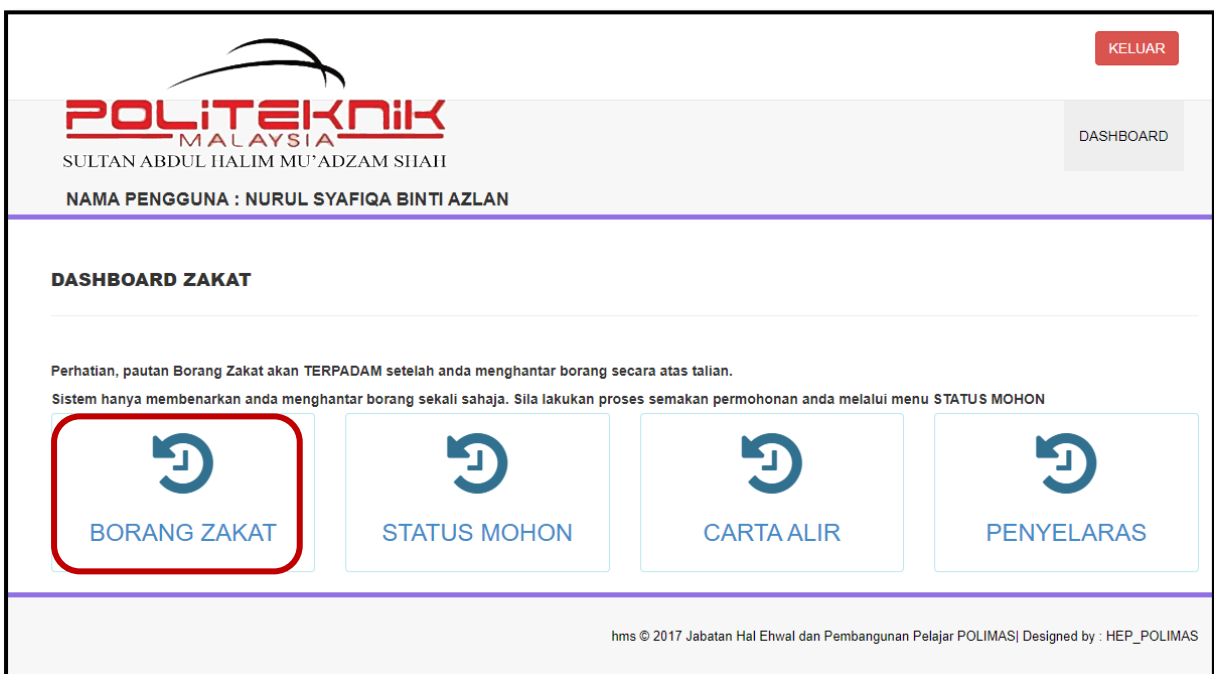 KELUAR
POLiTEKNiK
MALAYSIA
SULTAN ABDUL HALIM MU'ADZAM SHAH
DASHBOARD
NAMA PENGGUNA : NURUL SYAFIQA BINTI AZLAN
DASHBOARD ZAKAT
Perhatian, pautan Borang Zakat akan TERPADAM setelah anda menghantar borang secara atas talian.
Sistem hanya membenarkan anda menghantar borang sekali sahaja. Sila lakukan proses semakan permohonan anda melalui menu STATUS MOHON
BORANG ZAKAT
STATUS MOHON
CARTA ALIR
PENYELARAS
hms © 2017 Jabatan Hal Ehwal dan Pembangunan Pelajar POLIMAS| Designed by : HEP_POLIMAS